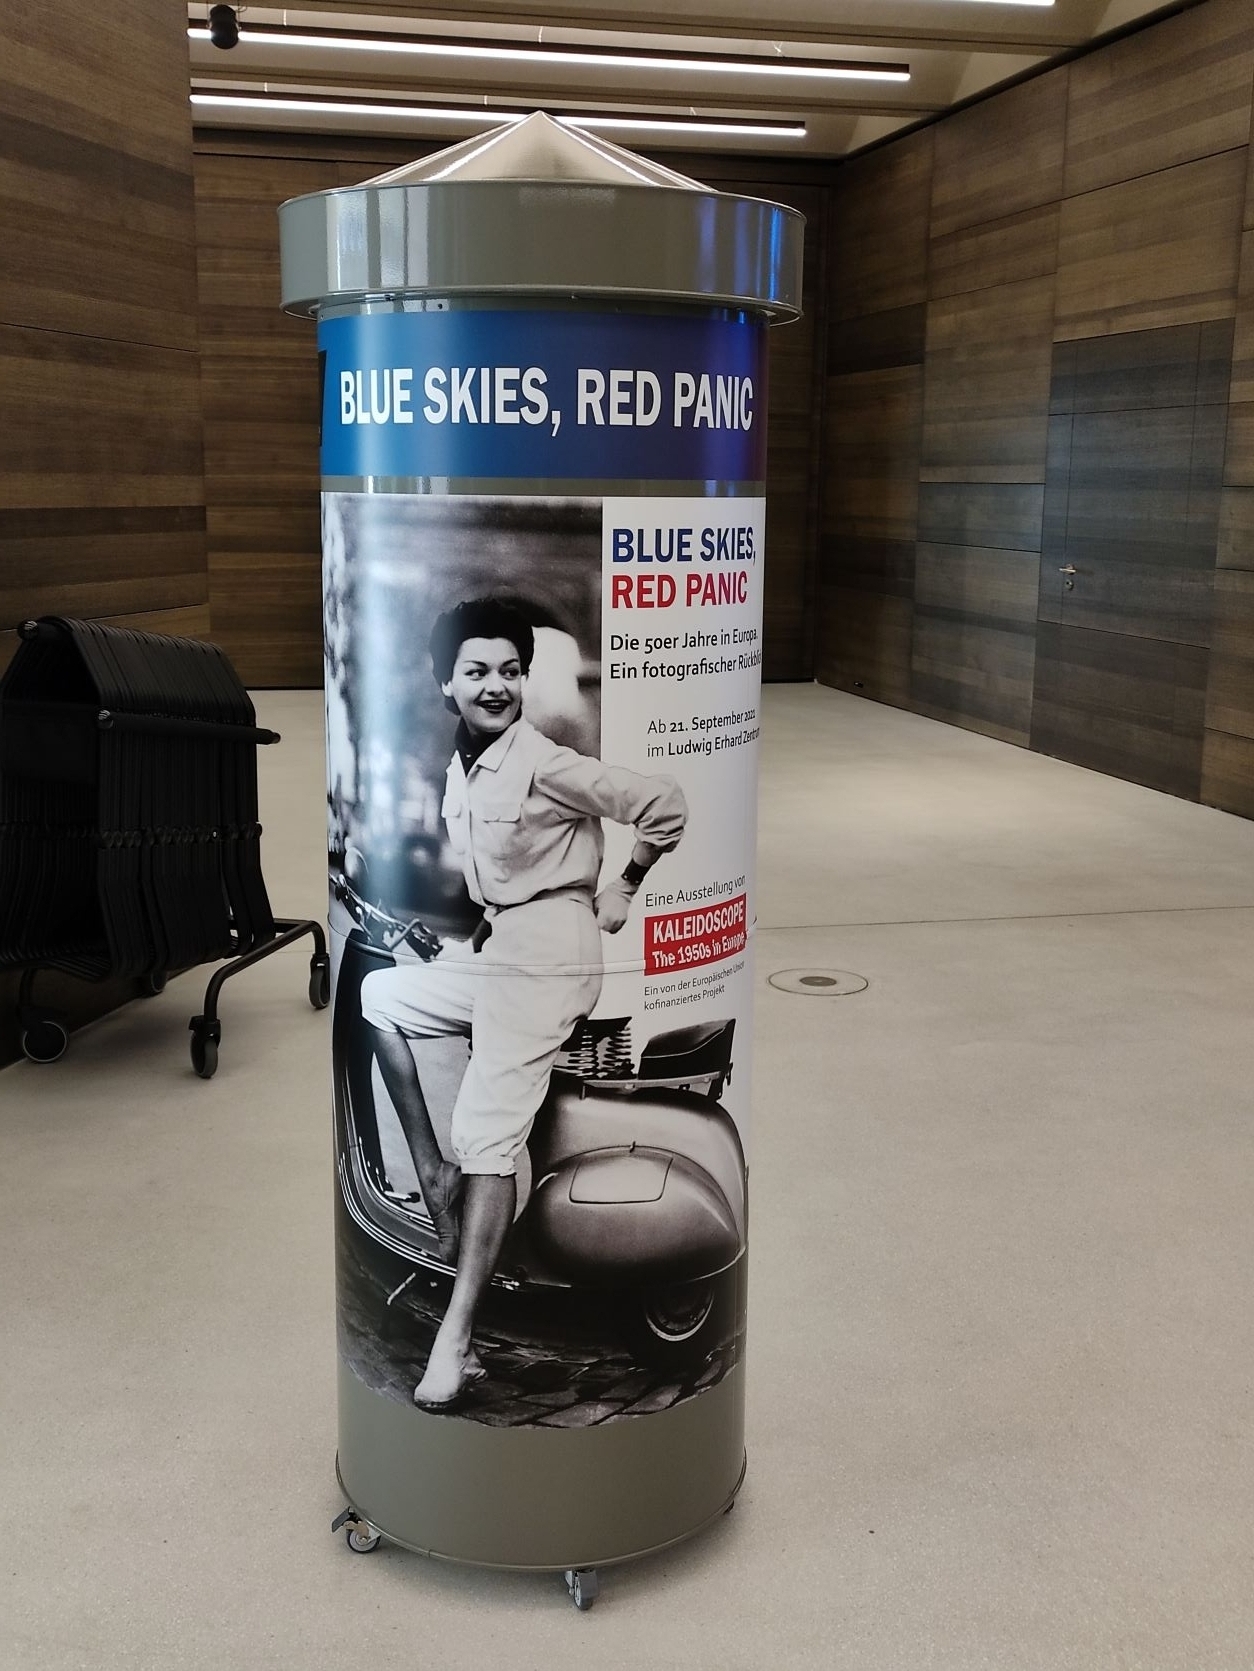 BLUE SKIES, RED PANIC
BLUE SKIES,
RED PANIC
Die 50er Jahre in Europa.
Ein fotografischer
Ab 21. September
im Ludwig Erhard
Eine Ausstellung von
KALEIDOSCOPE
The 1950s in Europe
Ein von der Europäischen Union
kofinanziertes Projekt